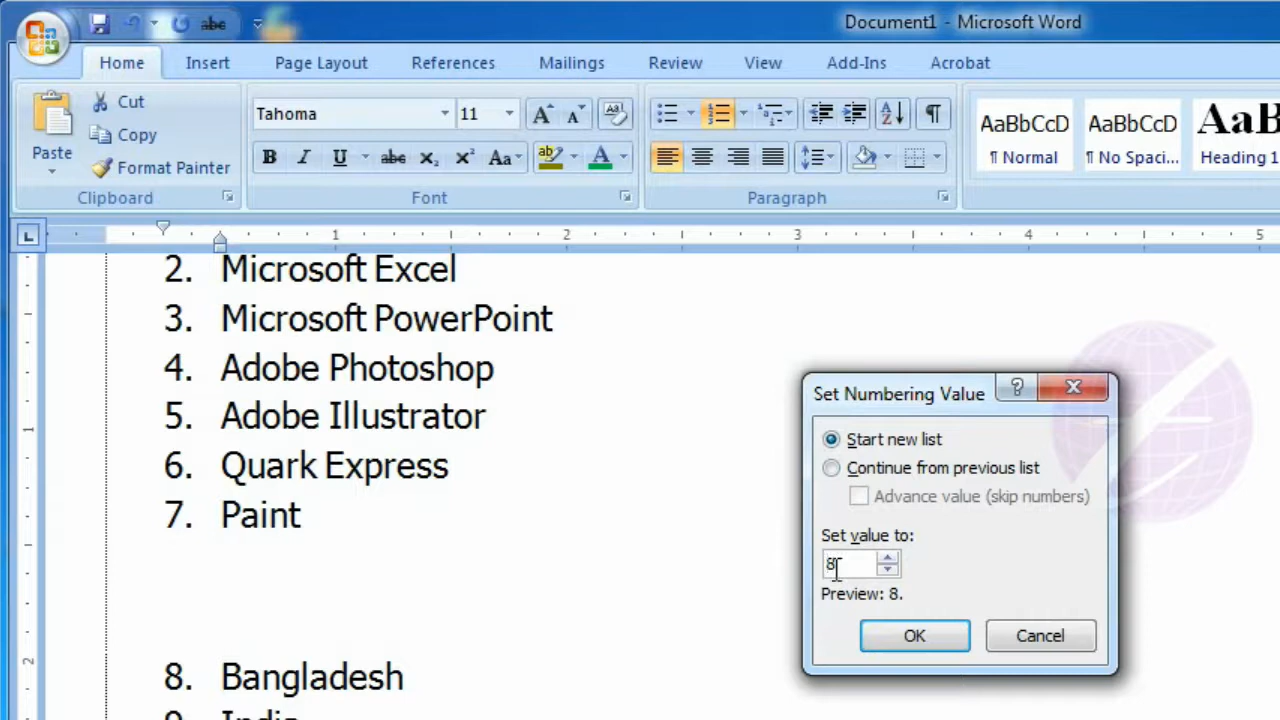 Document1 - Microsoft Word
Home Insert Page Layout References Mailings Review View Add-Ins Acrobat
Paste
Cut
Copy
Format Painter
Clipboard
Tahoma 11
Font
Paragraph
AaBbCcD AaBbCcD AaB
¶ Normal ¶ No Spaci... Heading 1
1 2 3 4 5
2. Microsoft Excel
3. Microsoft PowerPoint
4. Adobe Photoshop
5. Adobe Illustrator
6. Quark Express
7. Paint
8. Bangladesh
9. India
Set Numbering Value
Start new list
Continue from previous list
Advance value (skip numbers)
Set value to:
8
Preview: 8.
OK Cancel